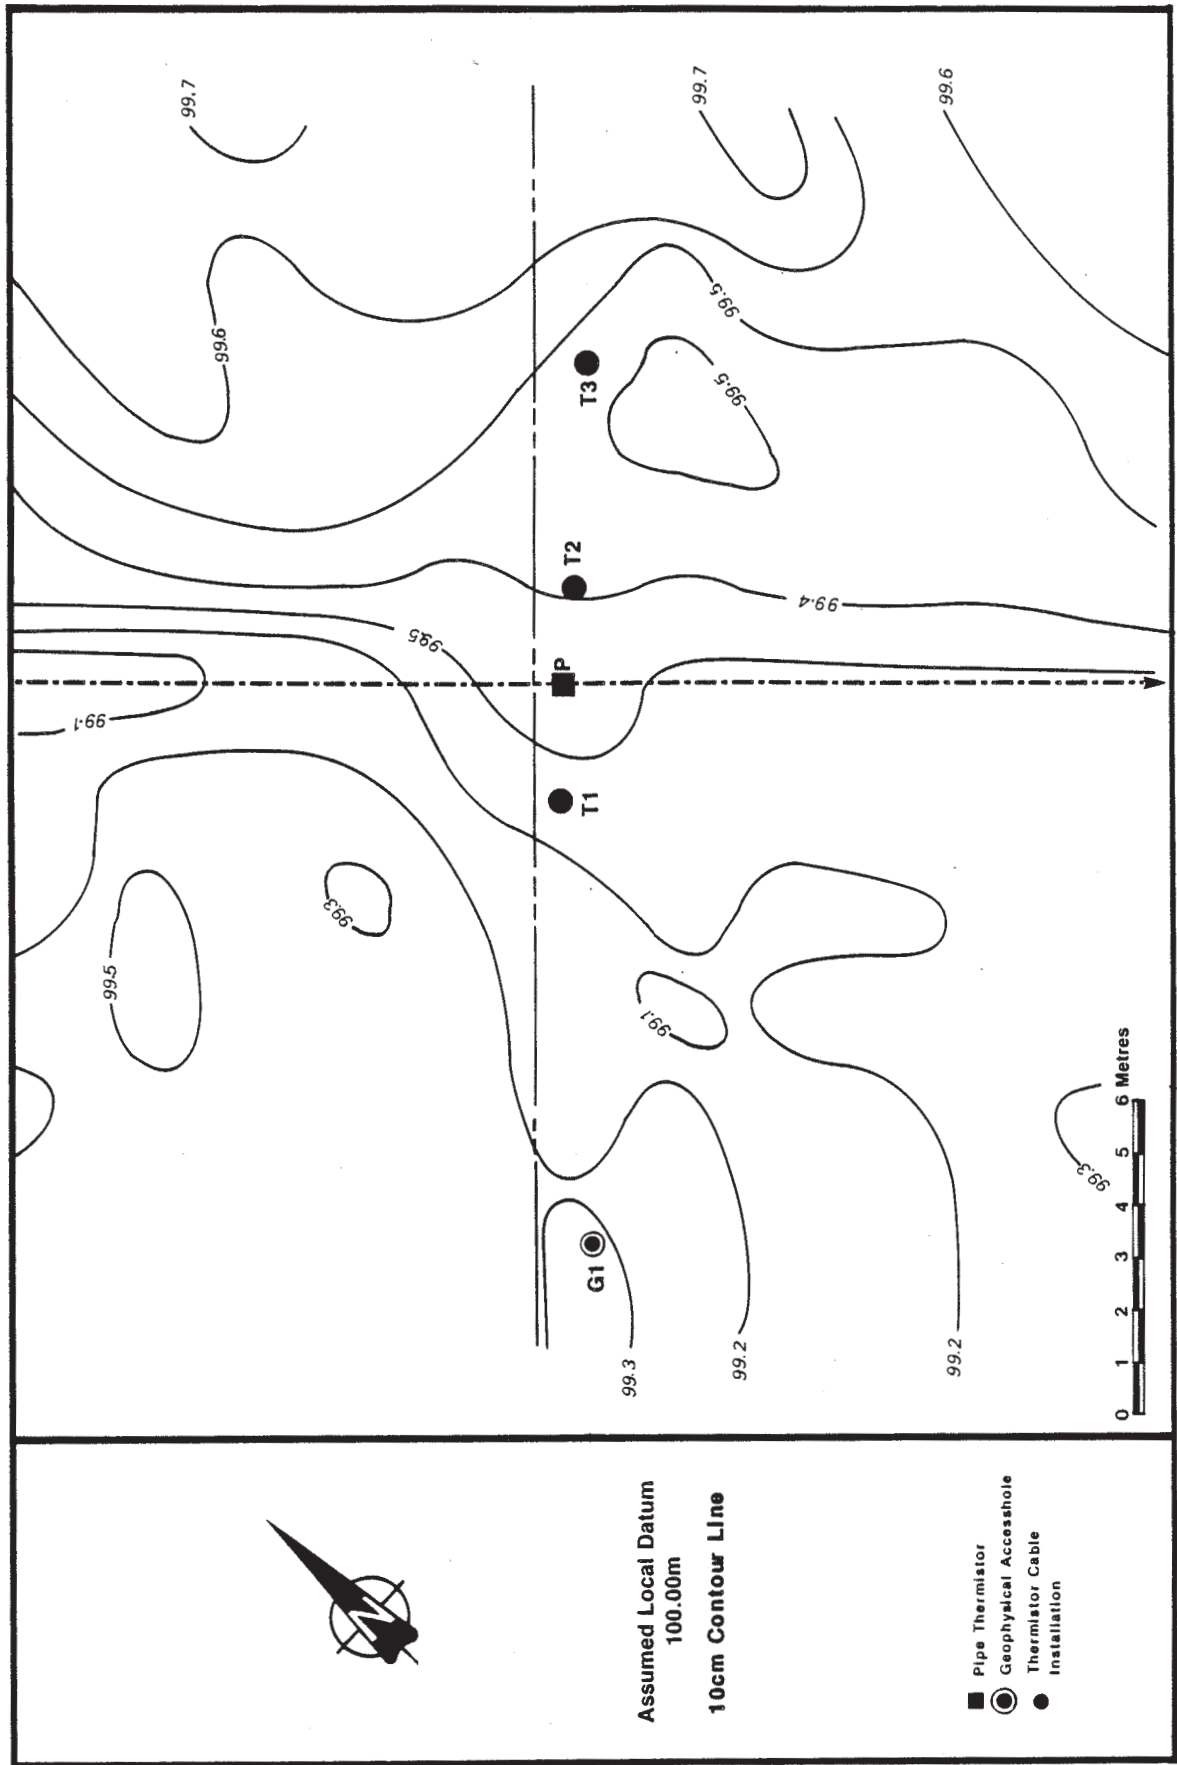 99.7
99.7
99.6
99.6
99.5
99.5
T3
T2
99.4
99.5
P
99.1
T1
99.3
99.5
99.1
99.3
G1
99.3
99.2
99.2
0 1 2 3 4 5 6 Metres
N
Assumed Local Datum
100.00m
10cm Contour Line
Pipe Thermistor
Geophysical Accesshole
Thermistor Cable
Installation